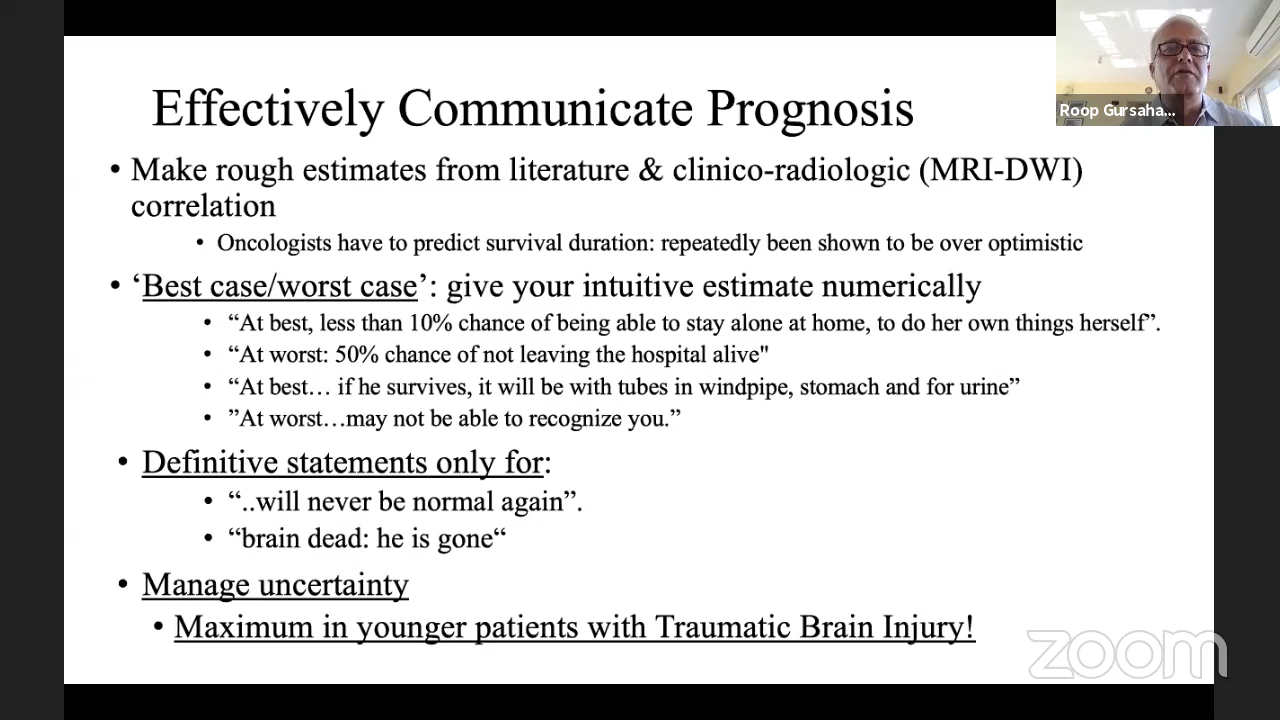 Effectively Communicate Prognosis
• Make rough estimates from literature & clinico-radiologic (MRI-DWI)
correlation
• Oncologists have to predict survival duration: repeatedly been shown to be over optimistic
• ‘Best case/worst case’: give your intuitive estimate numerically
• “At best, less than 10% chance of being able to stay alone at home, to do her own things herself”.
• “At worst: 50% chance of not leaving the hospital alive"
• “At best… if he survives, it will be with tubes in windpipe, stomach and for urine”
• ”At worst…may not be able to recognize you.”
• Definitive statements only for:
• “..will never be normal again”.
• “brain dead: he is gone“
• Manage uncertainty
• Maximum in younger patients with Traumatic Brain Injury!
Roop Gursaha...
zoom